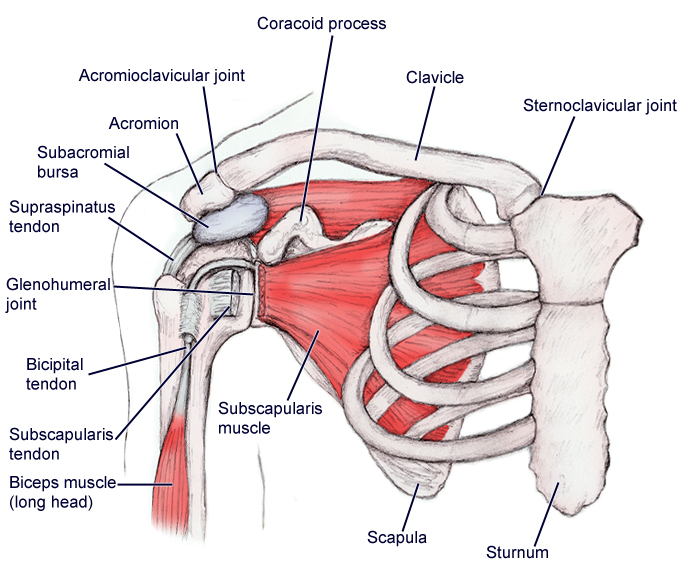 Coracoid process
Acromioclavicular joint
Clavicle
Sternoclavicular joint
Acromion
Subacromial
bursa
Supraspinatus
tendon
Glenohumeral
joint
Bicipital
tendon
Subscapularis
muscle
Subscapularis
tendon
Biceps muscle
(long head)
Scapula
Sturnum